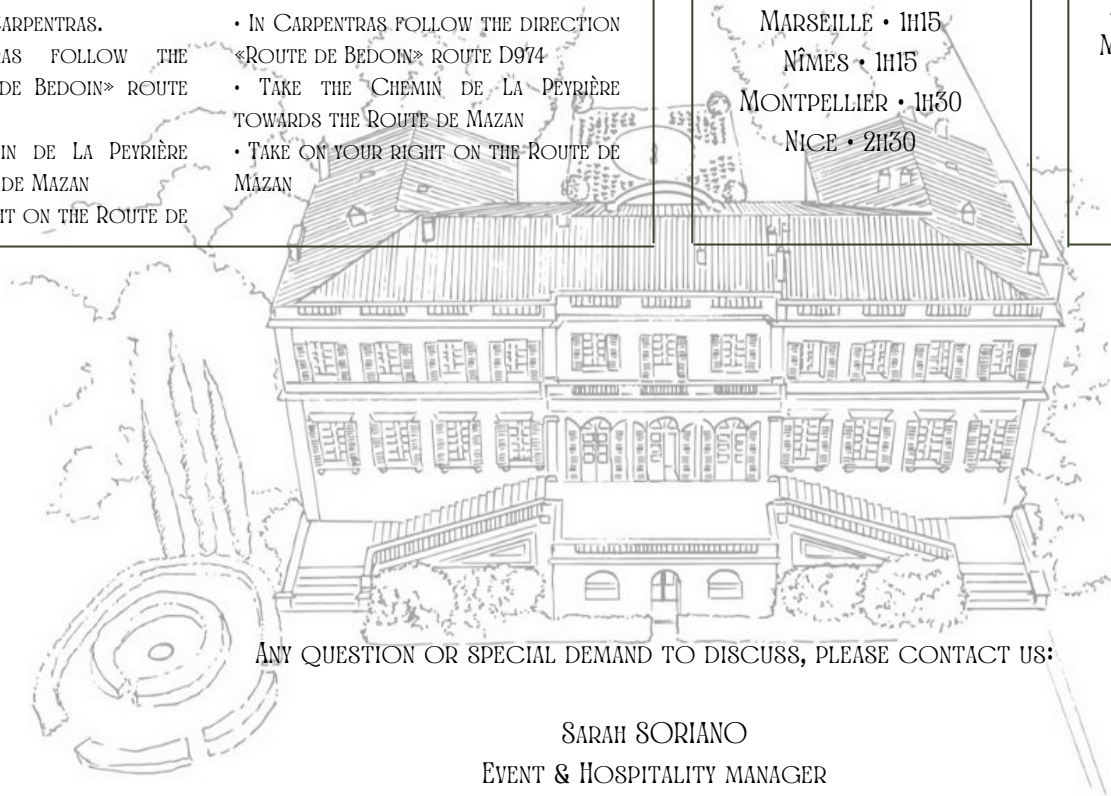 ARPENTRAS.
AS FOLLOW THE
DE BEDOIN» ROUTE
IN DE LA PEYRIÈRE
DE MAZAN
HT ON THE ROUTE DE
• IN CARPENTRAS FOLLOW THE DIRECTION
«ROUTE DE BEDOIN» ROUTE D974
• TAKE THE CHEMIN DE LA PEYRIÈRE
TOWARDS THE ROUTE DE MAZAN
• TAKE ON YOUR RIGHT ON THE ROUTE DE
MAZAN
MARSEILLE • 1H15
NÎMES • 1H15
MONTPELLIER • 1H30
NICE • 2H30
M
ANY QUESTION OR SPECIAL DEMAND TO DISCUSS, PLEASE CONTACT US:
SARAH SORIANO
EVENT & HOSPITALITY MANAGER